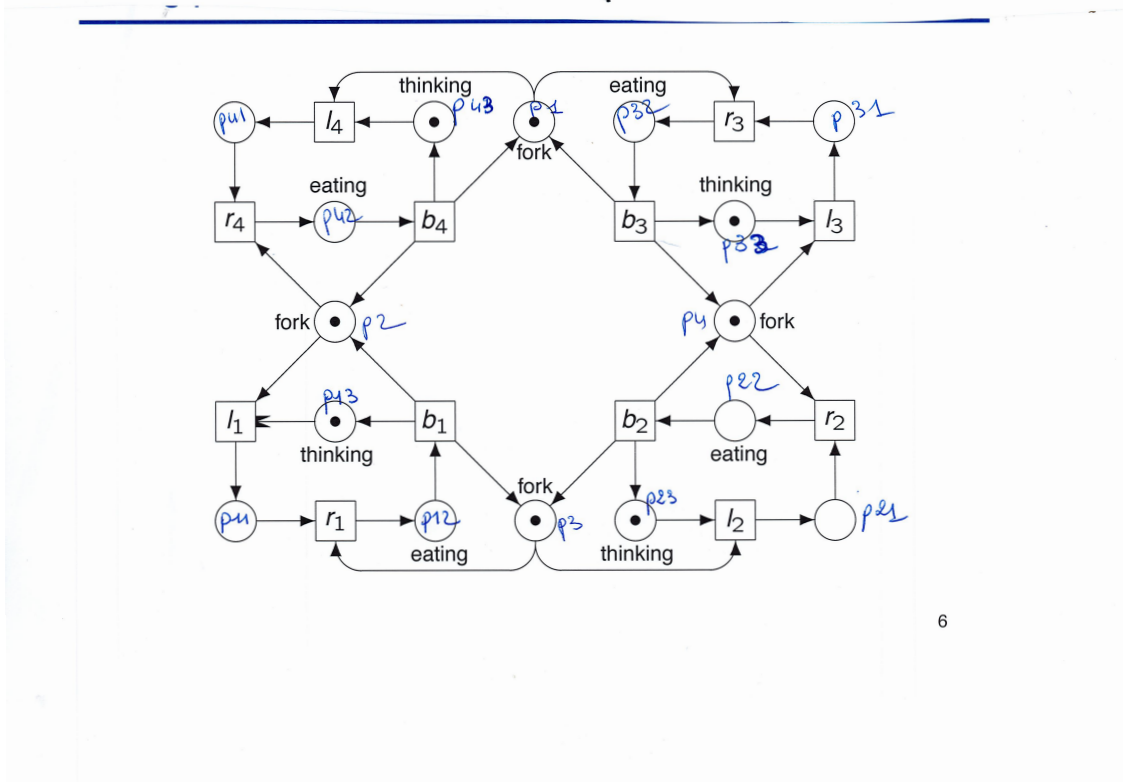 thinking eating
p41 l4 p43 p1 p32 r3 p 31
fork
eating thinking
r4 p42 b4 b3 l3
p33
fork p2 p4 fork
p22
p13
l1 b1 b2 r2
thinking eating
fork p23
p11 r1 p12 p3 l2 p21
eating thinking
6